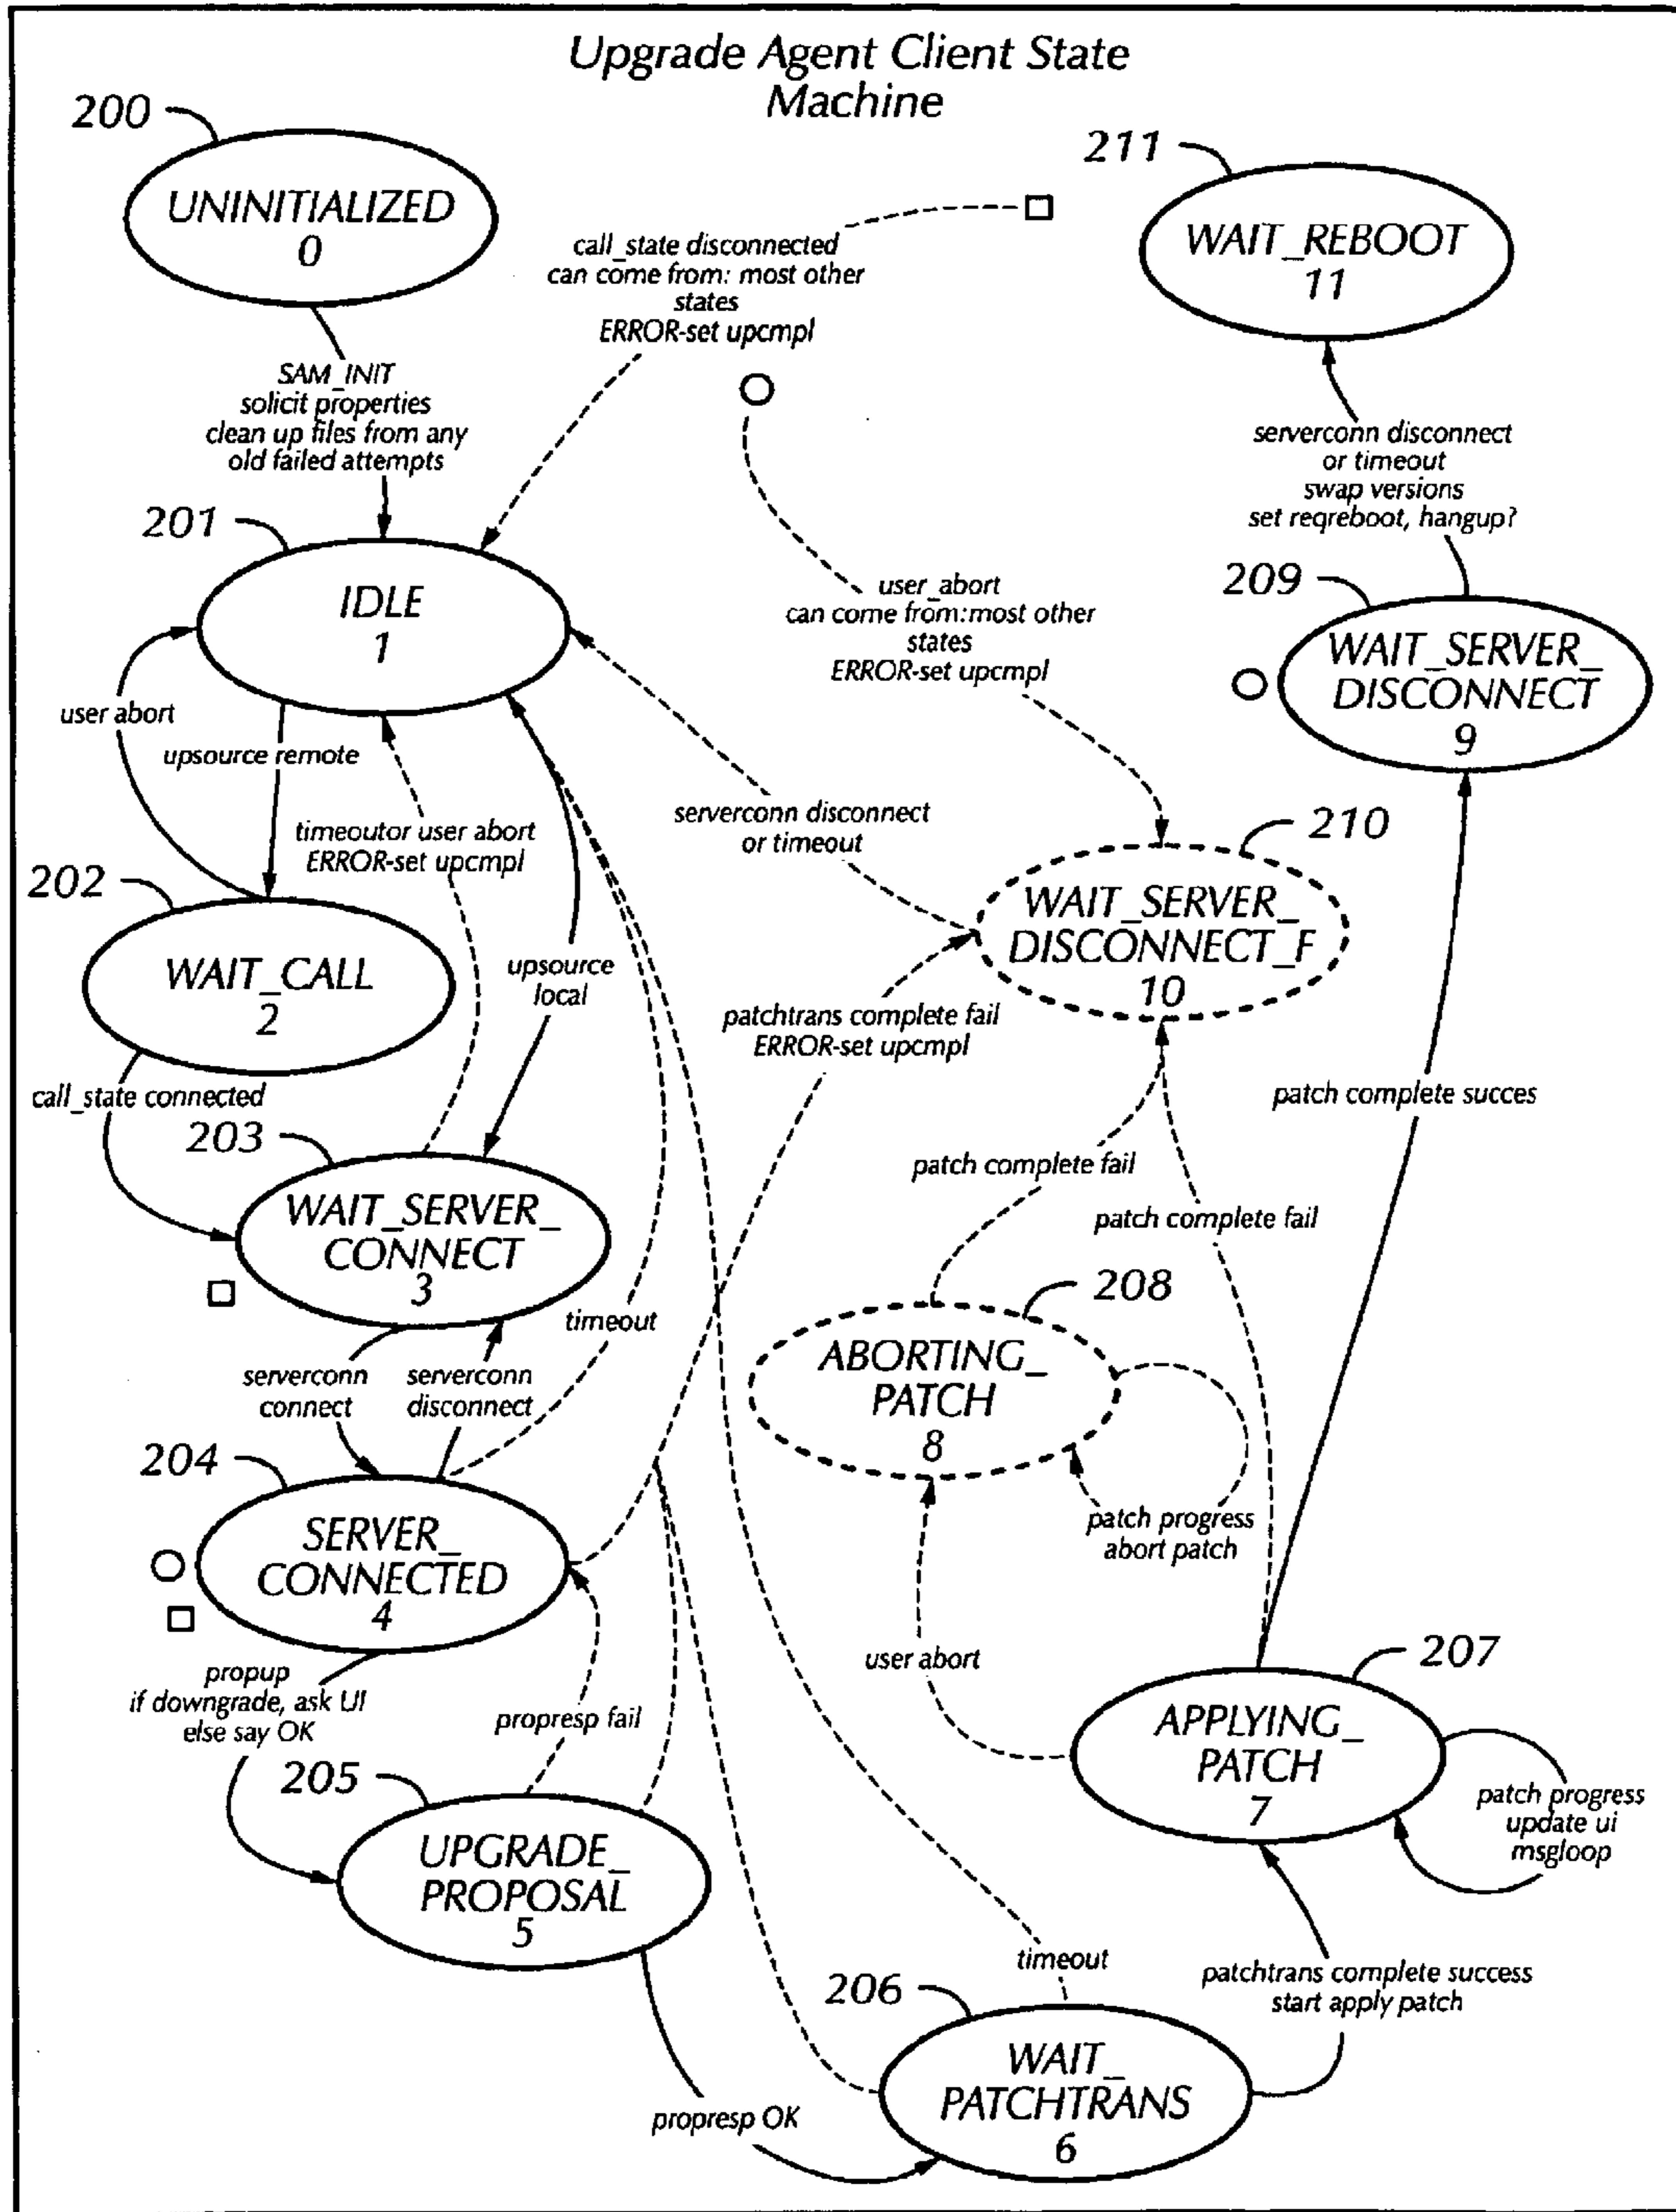 Upgrade Agent Client State
Machine
200
UNINITIALIZED
0
211
WAIT_REBOOT
11
call_state disconnected
can come from: most other
states
ERROR-set upcmpl
SAM_INIT
solicit properties
clean up files from any
old failed attempts
serverconn disconnect
or timeout
swap versions
set reqreboot, hangup?
201
IDLE
1
user_abort
can come from:most other
states
ERROR-set upcmpl
209
WAIT_SERVER_
DISCONNECT
9
user abort
upsource remote
timeoutor user abort
ERROR-set upcmpl
serverconn disconnect
or timeout
210
WAIT_SERVER_
DISCONNECT_F
10
202
WAIT_CALL
2
upsource
local
patchtrans complete fail
ERROR-set upcmpl
patch complete succes
call_state connected
203
WAIT_SERVER_
CONNECT
3
patch complete fail
patch complete fail
208
ABORTING_
PATCH
8
timeout
serverconn
connect
serverconn
disconnect
patch progress
abort patch
204
SERVER_
CONNECTED
4
user abort
207
APPLYING_
PATCH
7
propup
if downgrade, ask UI
else say OK
propresp fail
patch progress
update ui
msgloop
205
UPGRADE_
PROPOSAL
5
timeout
patchtrans complete success
start apply patch
206
WAIT_
PATCHTRANS
6
propresp OK